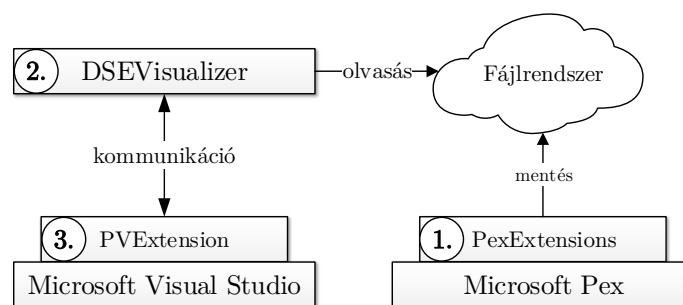 2. DSEVisualizer
olvasás
Fájlrendszer
kommunikáció
mentés
3. PVExtension
1. PexExtensions
Microsoft Visual Studio
Microsoft Pex